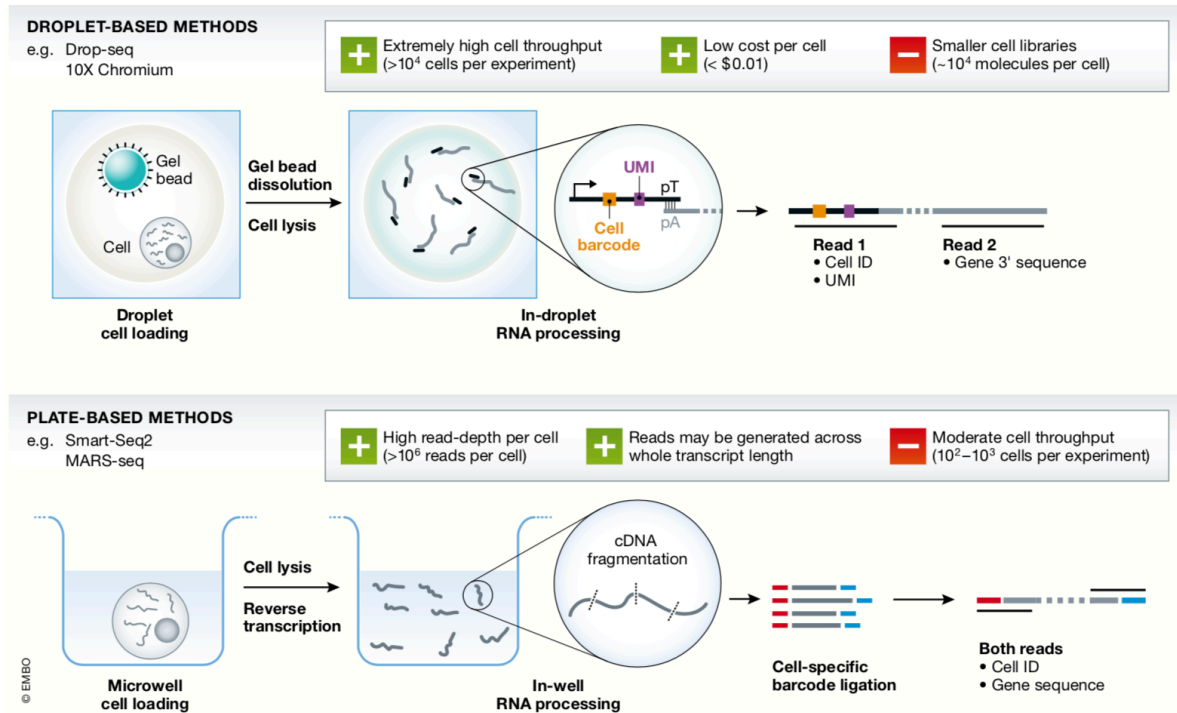 DROPLET-BASED METHODS
e.g. Drop-seq
10X Chromium
+ Extremely high cell throughput
(>10⁴ cells per experiment)
+ Low cost per cell
(< $0.01)
− Smaller cell libraries
(~10⁴ molecules per cell)
Gel
bead
Cell
Gel bead
dissolution
Cell lysis
UMI
pT
pA
Cell
barcode
Read 1
• Cell ID
• UMI
Read 2
• Gene 3' sequence
Droplet
cell loading
In-droplet
RNA processing
PLATE-BASED METHODS
e.g. Smart-Seq2
MARS-seq
+ High read-depth per cell
(>10⁶ reads per cell)
+ Reads may be generated across
whole transcript length
− Moderate cell throughput
(10²–10³ cells per experiment)
Cell lysis
Reverse
transcription
cDNA
fragmentation
Cell-specific
barcode ligation
Both reads
• Cell ID
• Gene sequence
Microwell
cell loading
In-well
RNA processing
© EMBO